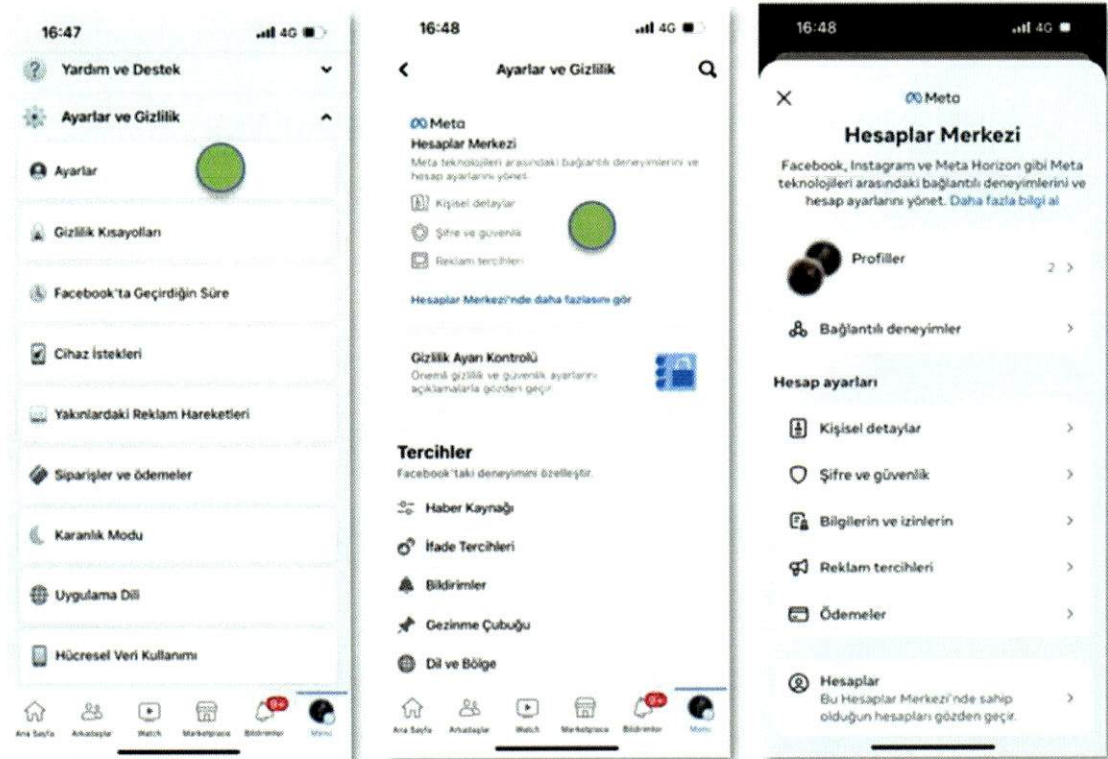 16:47
4G
Yardım ve Destek
Ayarlar ve Gizlilik
Ayarlar
Gizlilik Kısayolları
Facebook'ta Geçirdiğin Süre
Cihaz İstekleri
Yakınlardaki Reklam Hareketleri
Siparişler ve ödemeler
Karanlık Modu
Uygulama Dili
Hücresel Veri Kullanımı
Ana Sayfa Arkadaşlar Watch Marketplace Bildirimler Menü
9+
16:48
4G
Ayarlar ve Gizlilik
Meta
Hesaplar Merkezi
Meta teknolojileri arasındaki bağlantılı deneyimlerini ve
hesap ayarlarını yönet.
Kişisel detaylar
Şifre ve güvenlik
Reklam tercihleri
Hesaplar Merkezi'nde daha fazlasını gör
Gizlilik Ayarı Kontrolü
Önemli gizlilik ve güvenlik ayarlarını
açıklamalarla gözden geçir.
Tercihler
Facebook'taki deneyimini özelleştir.
Haber Kaynağı
İfade Tercihleri
Bildirimler
Gezinme Çubuğu
Dil ve Bölge
Ana Sayfa Arkadaşlar Watch Marketplace Bildirimler Menü
9+
16:48
4G
Meta
Hesaplar Merkezi
Facebook, Instagram ve Meta Horizon gibi Meta
teknolojileri arasındaki bağlantılı deneyimlerini ve
hesap ayarlarını yönet. Daha fazla bilgi al
Profiller
2
Bağlantılı deneyimler
Hesap ayarları
Kişisel detaylar
Şifre ve güvenlik
Bilgilerin ve izinlerin
Reklam tercihleri
Ödemeler
Hesaplar
Bu Hesaplar Merkezi'nde sahip
olduğun hesapları gözden geçir.